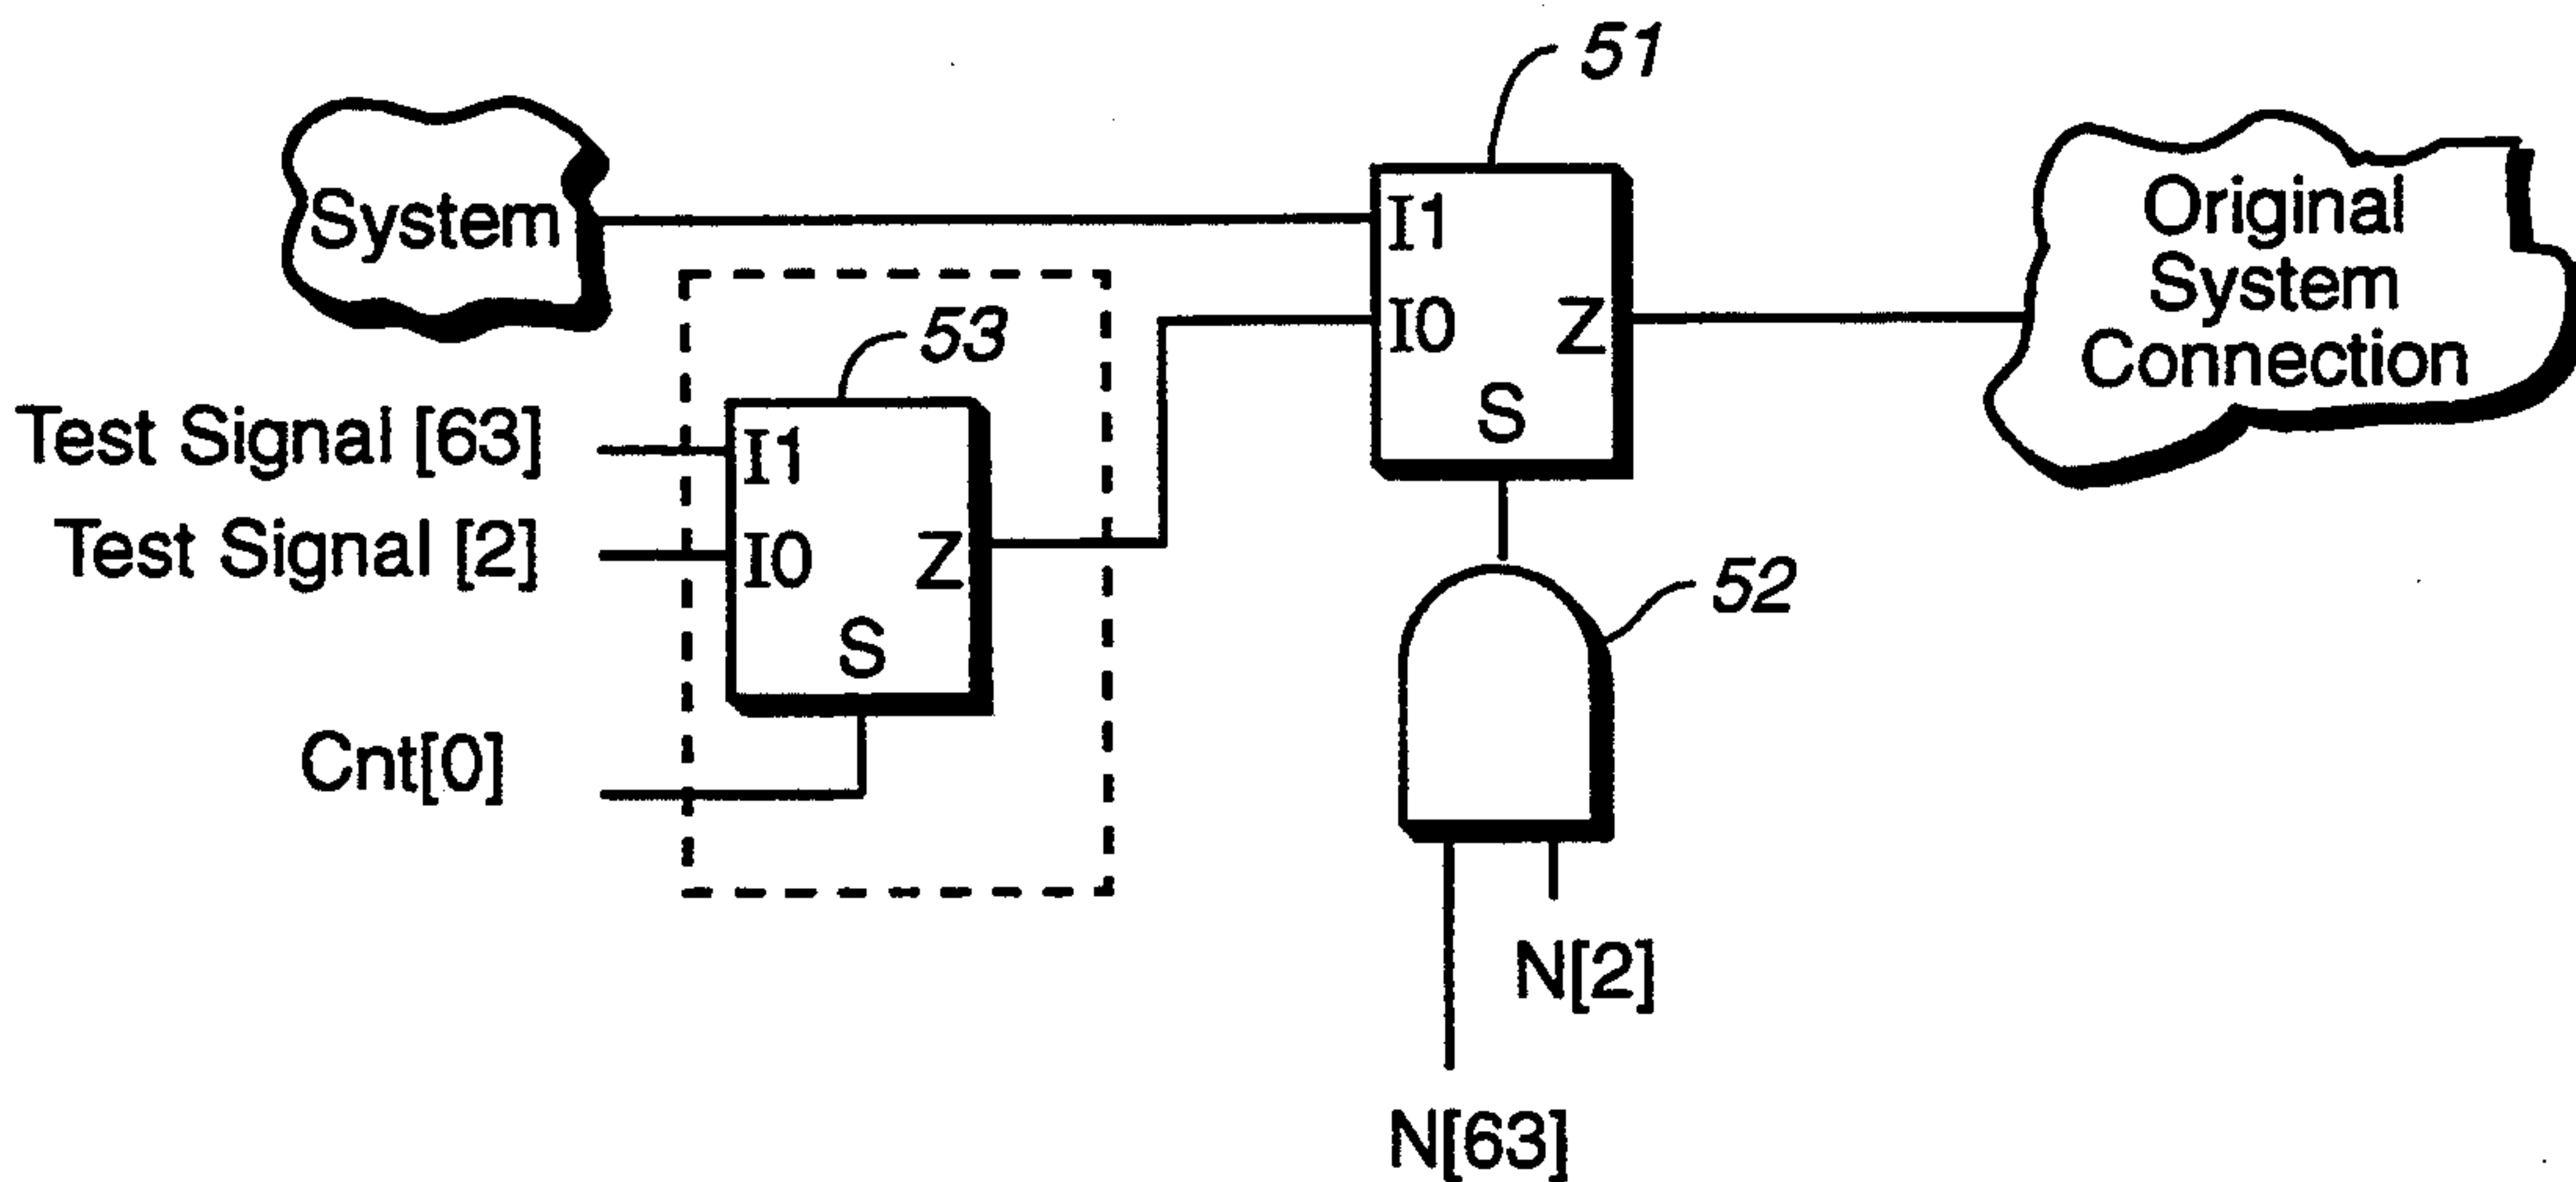 51
System
I1
I0
Z
S
Original
System
Connection
53
Test Signal [63]
Test Signal [2]
I1
I0
Z
S
Cnt[0]
52
N[2]
N[63]